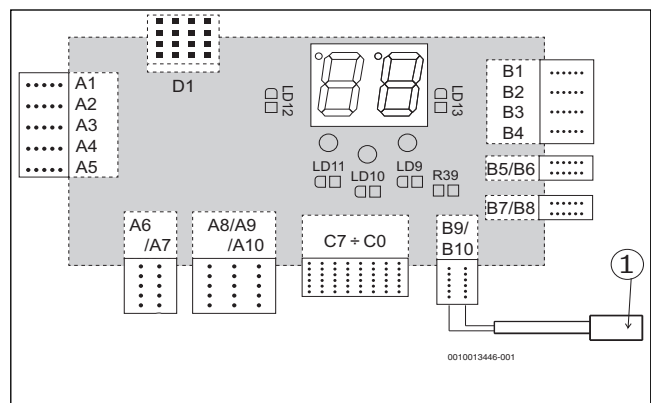 D1
A1
A2
A3
A4
A5
LD12
LD13
B1
B2
B3
B4
B5/B6
B7/B8
LD11
LD10
LD9
R39
A6
/A7
A8/A9
/A10
C7 ÷ C0
B9/
B10
1
0010013446-001